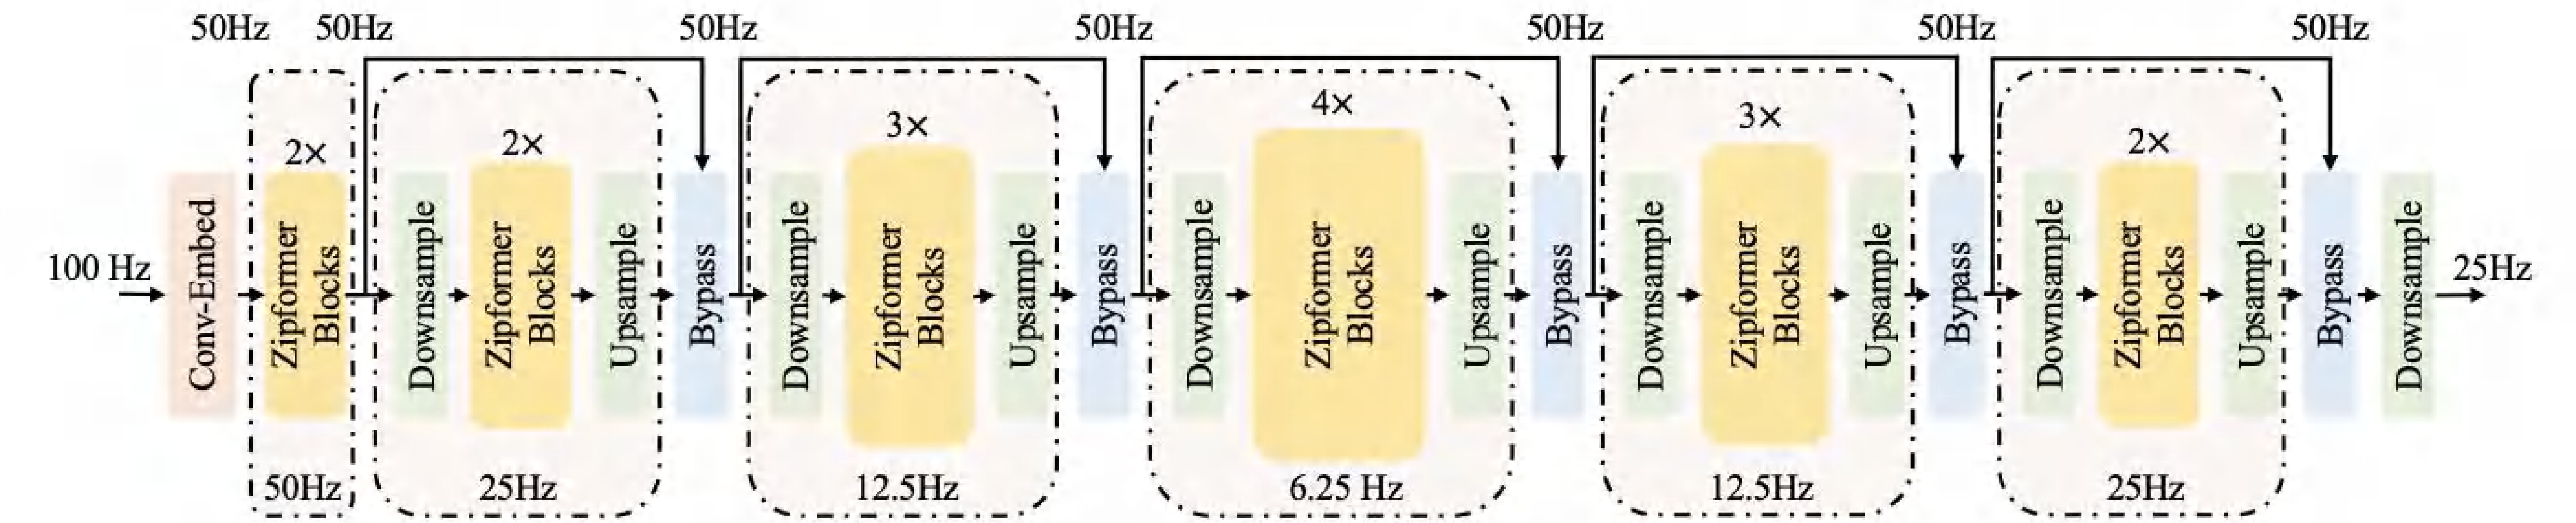 50Hz 50Hz 50Hz 50Hz 50Hz 50Hz 50Hz
100 Hz
Conv-Embed
2×
Zipformer
Blocks
50Hz
Downsample
2×
Zipformer
Blocks
Upsample
25Hz
Bypass
Downsample
3×
Zipformer
Blocks
Upsample
12.5Hz
Bypass
Downsample
4×
Zipformer
Blocks
Upsample
6.25 Hz
Bypass
Downsample
3×
Zipformer
Blocks
Upsample
12.5Hz
Bypass
Downsample
2×
Zipformer
Blocks
Upsample
25Hz
Bypass
Downsample
25Hz